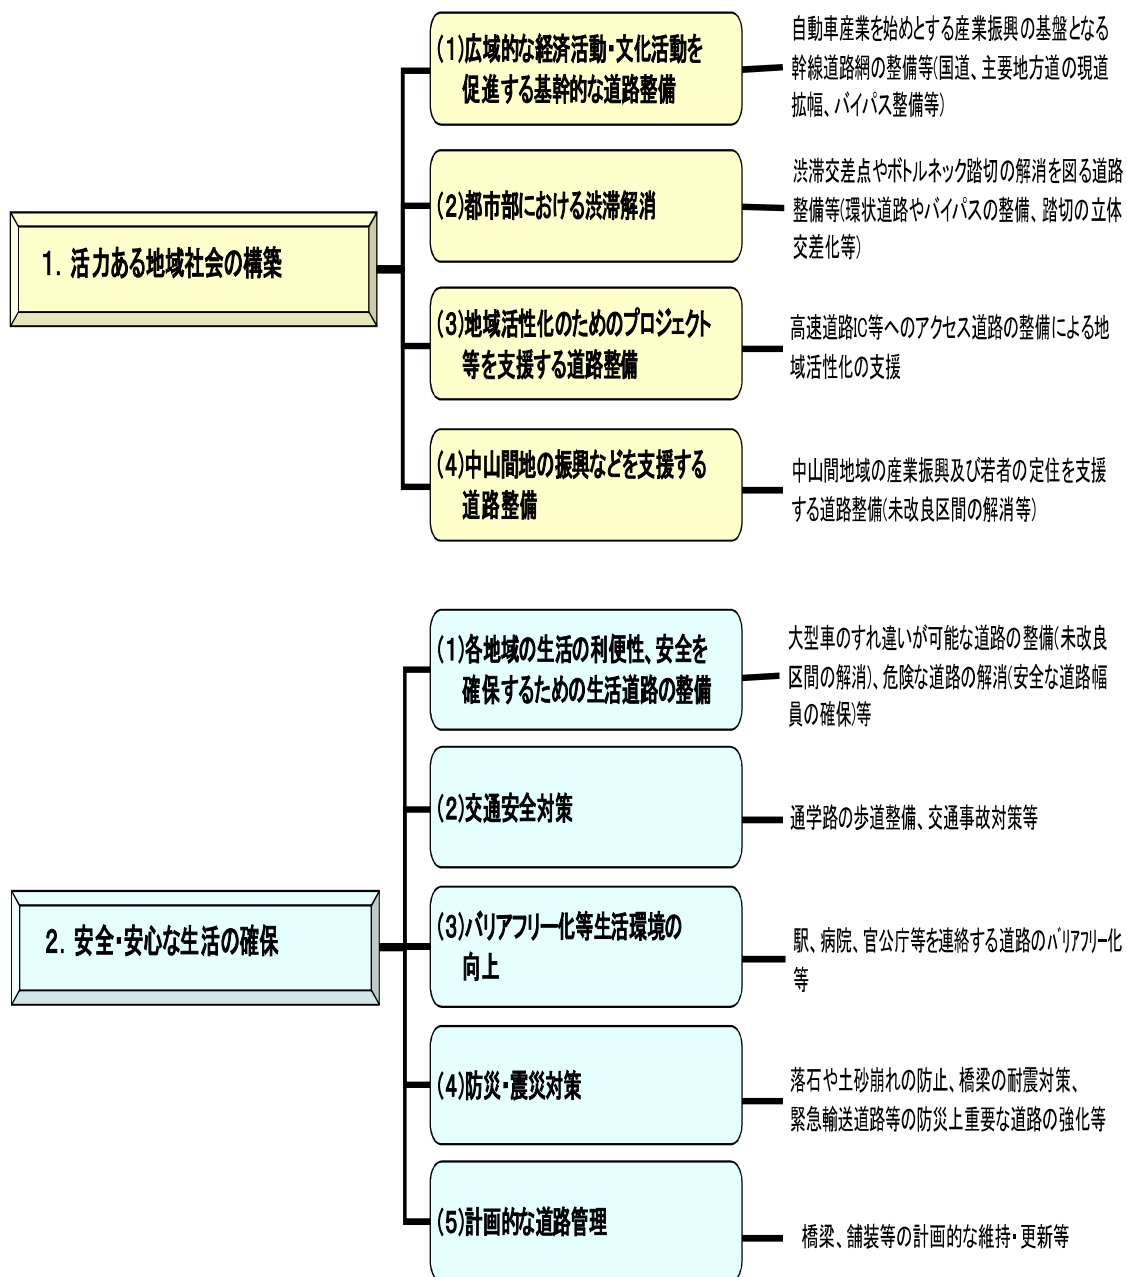 1. 活力ある地域社会の構築
(1)広域的な経済活動・文化活動を
促進する基幹的な道路整備
自動車産業を始めとする産業振興の基盤となる
幹線道路網の整備等(国道、主要地方道の現道
拡幅、バイパス整備等)
(2)都市部における渋滞解消
渋滞交差点やボトルネック踏切の解消を図る道路
整備等(環状道路やバイパスの整備、踏切の立体
交差化等)
(3)地域活性化のためのプロジェクト
等を支援する道路整備
高速道路IC等へのアクセス道路の整備による地
域活性化の支援
(4)中山間地の振興などを支援する
道路整備
中山間地域の産業振興及び若者の定住を支援
する道路整備(未改良区間の解消等)
2. 安全・安心な生活の確保
(1)各地域の生活の利便性、安全を
確保するための生活道路の整備
大型車のすれ違いが可能な道路の整備(未改良
区間の解消)、危険な道路の解消(安全な道路幅
員の確保)等
(2)交通安全対策
通学路の歩道整備、交通事故対策等
(3)バリアフリー化等生活環境の
向上
駅、病院、官公庁等を連絡する道路のバリアフリー化
等
(4)防災・震災対策
落石や土砂崩れの防止、橋梁の耐震対策、
緊急輸送道路等の防災上重要な道路の強化等
(5)計画的な道路管理
橋梁、舗装等の計画的な維持・更新等